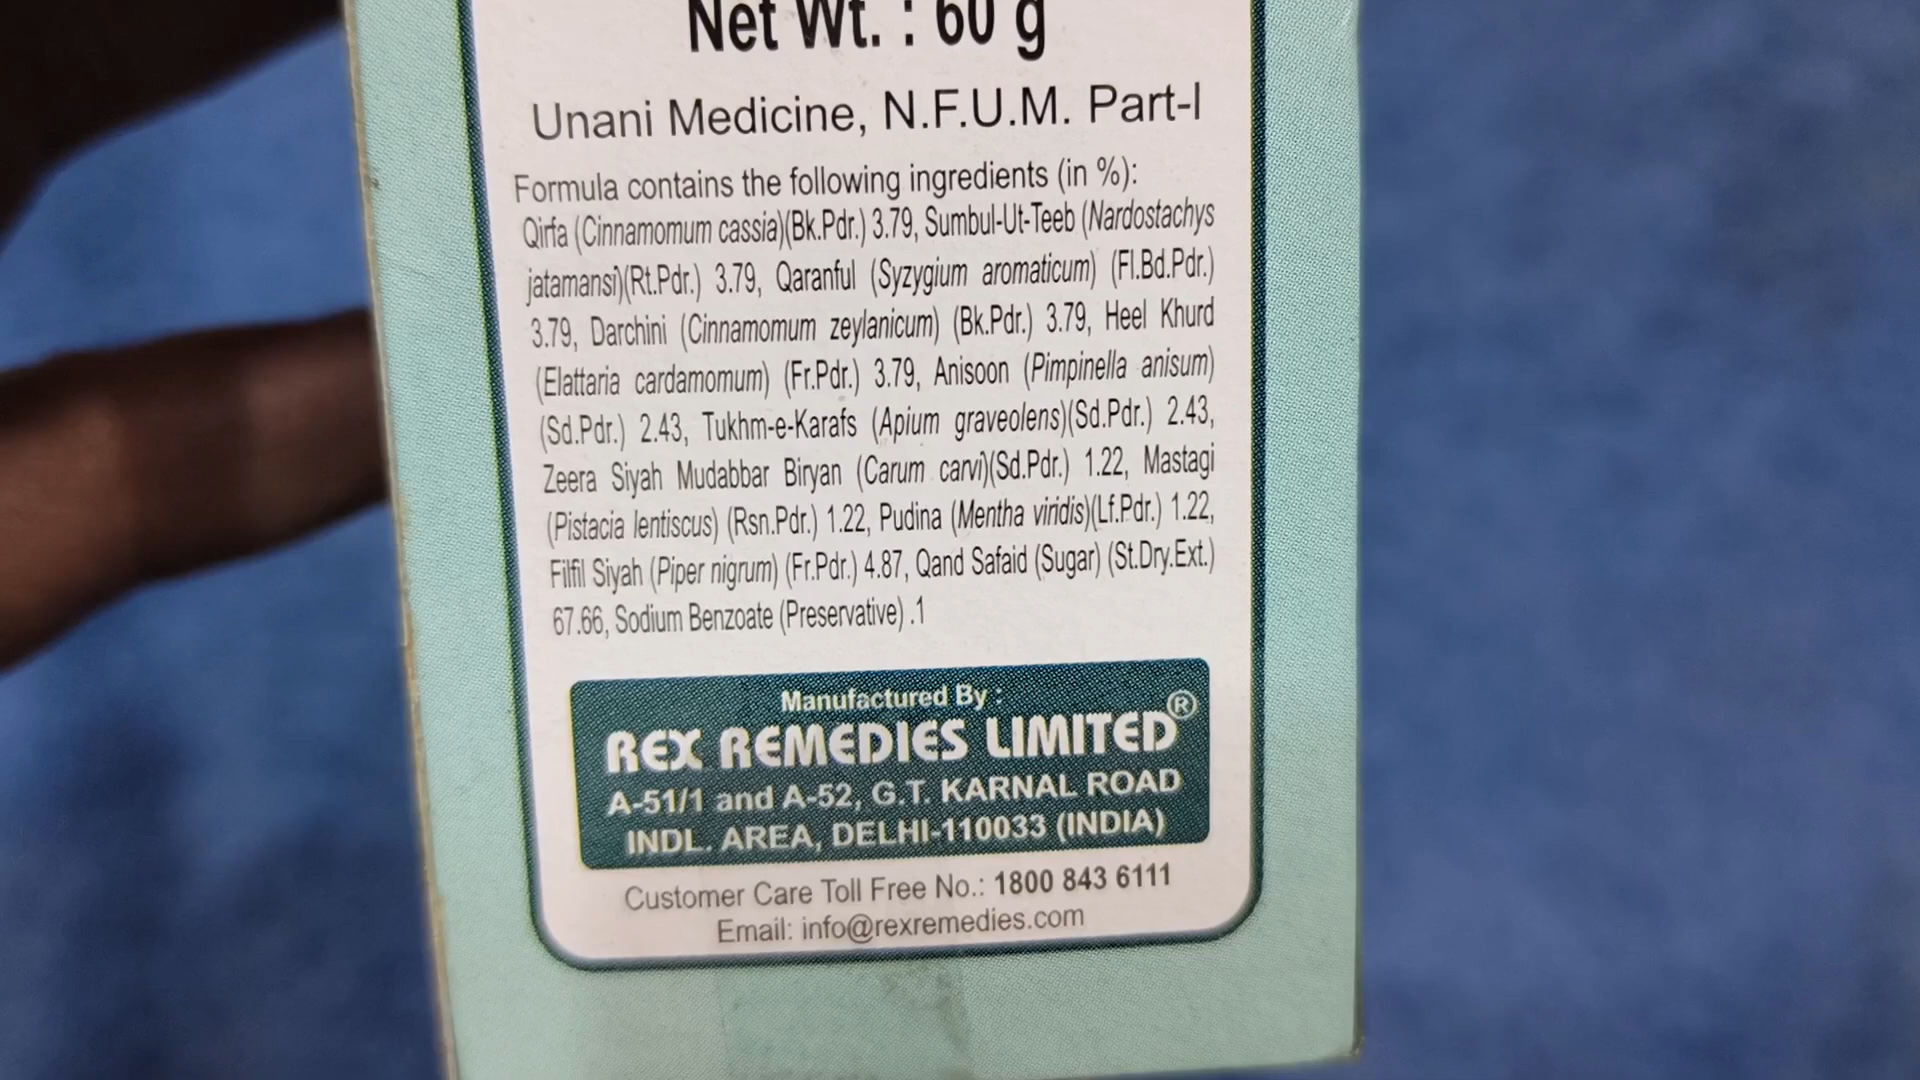 Net Wt. : 60 g
Unani Medicine, N.F.U.M. Part-I
Formula contains the following ingredients (in %):
Qirfa (Cinnamomum cassia)(Bk.Pdr.) 3.79, Sumbul-Ut-Teeb (Nardostachys
jatamansi)(Rt.Pdr.) 3.79, Qaranful (Syzygium aromaticum) (Fl.Bd.Pdr.)
3.79, Darchini (Cinnamomum zeylanicum) (Bk.Pdr.) 3.79, Heel Khurd
(Elattaria cardamomum) (Fr.Pdr.) 3.79, Anisoon (Pimpinella anisum)
(Sd.Pdr.) 2.43, Tukhm-e-Karafs (Apium graveolens)(Sd.Pdr.) 2.43,
Zeera Siyah Mudabbar Biryan (Carum carvi)(Sd.Pdr.) 1.22, Mastagi
(Pistacia lentiscus) (Rsn.Pdr.) 1.22, Pudina (Mentha viridis)(Lf.Pdr.) 1.22,
Filfil Siyah (Piper nigrum) (Fr.Pdr.) 4.87, Qand Safaid (Sugar) (St.Dry.Ext.)
67.66, Sodium Benzoate (Preservative) .1
Manufactured By :
REX REMEDIES LIMITED®
A-51/1 and A-52, G.T. KARNAL ROAD
INDL. AREA, DELHI-110033 (INDIA)
Customer Care Toll Free No.: 1800 843 6111
Email: info@rexremedies.com